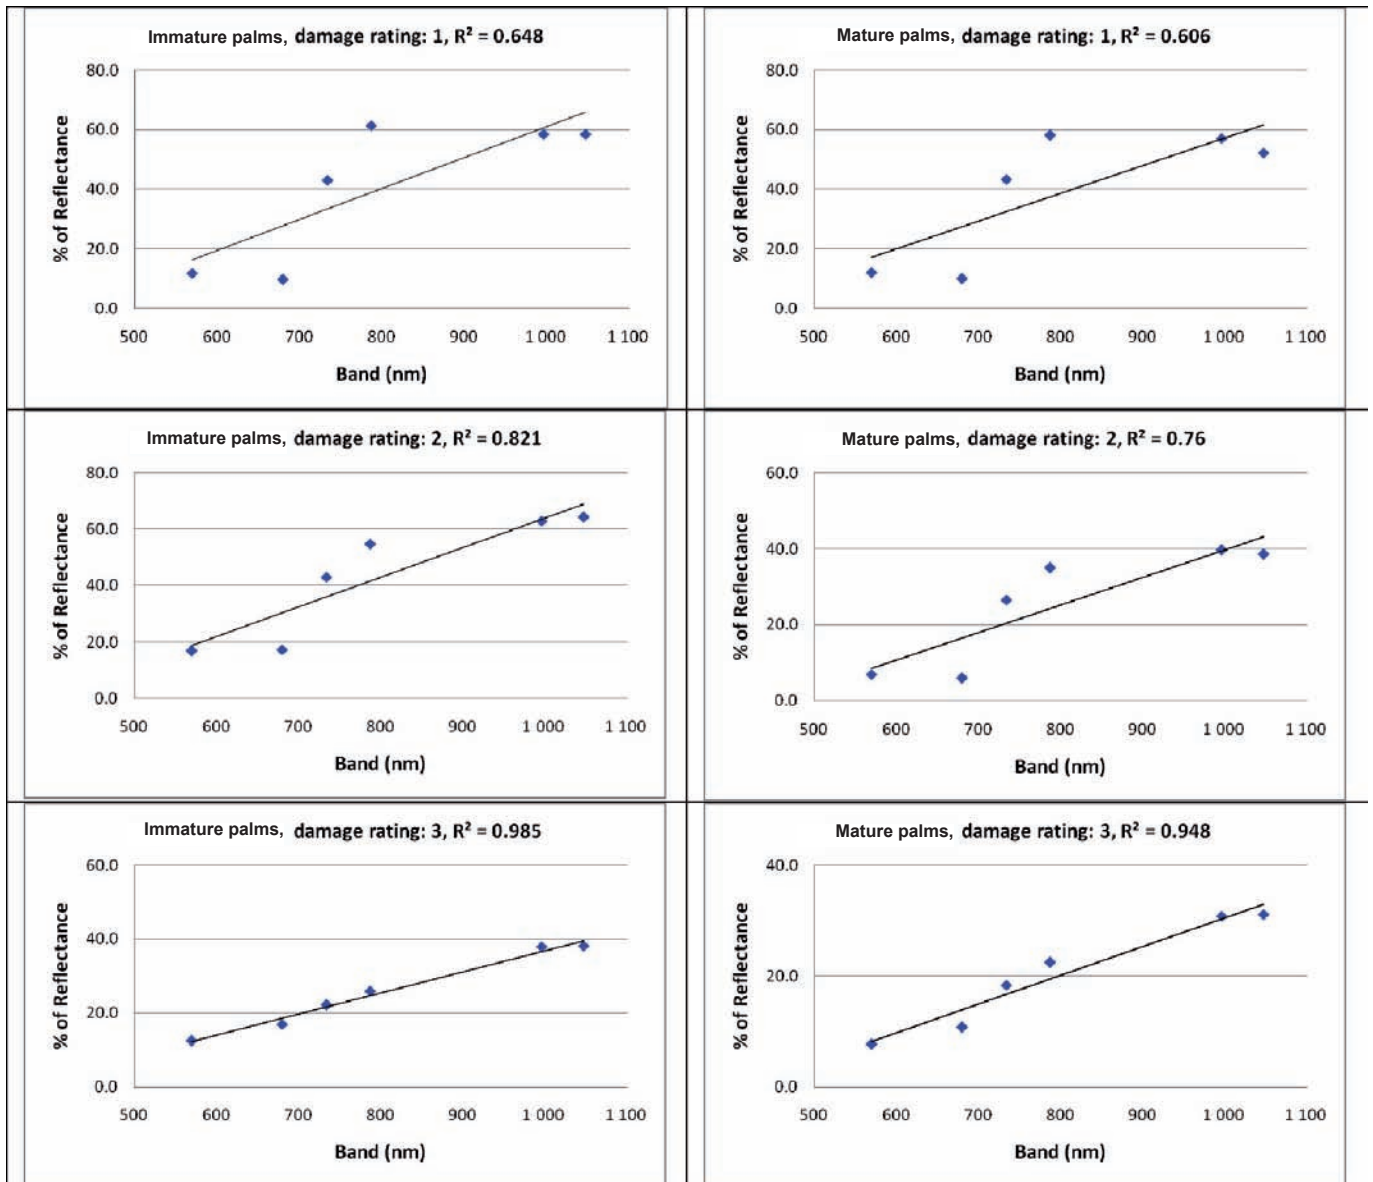 Immature palms, damage rating: 1, R² = 0.648
80.0
60.0
40.0
20.0
0.0
% of Reflectance
500 600 700 800 900 1 000 1 100
Band (nm)
Mature palms, damage rating: 1, R² = 0.606
80.0
60.0
40.0
20.0
0.0
% of Reflectance
500 600 700 800 900 1 000 1 100
Band (nm)
Immature palms, damage rating: 2, R² = 0.821
80.0
60.0
40.0
20.0
0.0
% of Reflectance
500 600 700 800 900 1 000 1 100
Band (nm)
Mature palms, damage rating: 2, R² = 0.76
60.0
40.0
20.0
0.0
% of Reflectance
500 600 700 800 900 1 000 1 100
Band (nm)
Immature palms, damage rating: 3, R² = 0.985
60.0
40.0
20.0
0.0
% of Reflectance
500 600 700 800 900 1 000 1 100
Band (nm)
Mature palms, damage rating: 3, R² = 0.948
40.0
20.0
0.0
% of Reflectance
500 600 700 800 900 1 000 1 100
Band (nm)